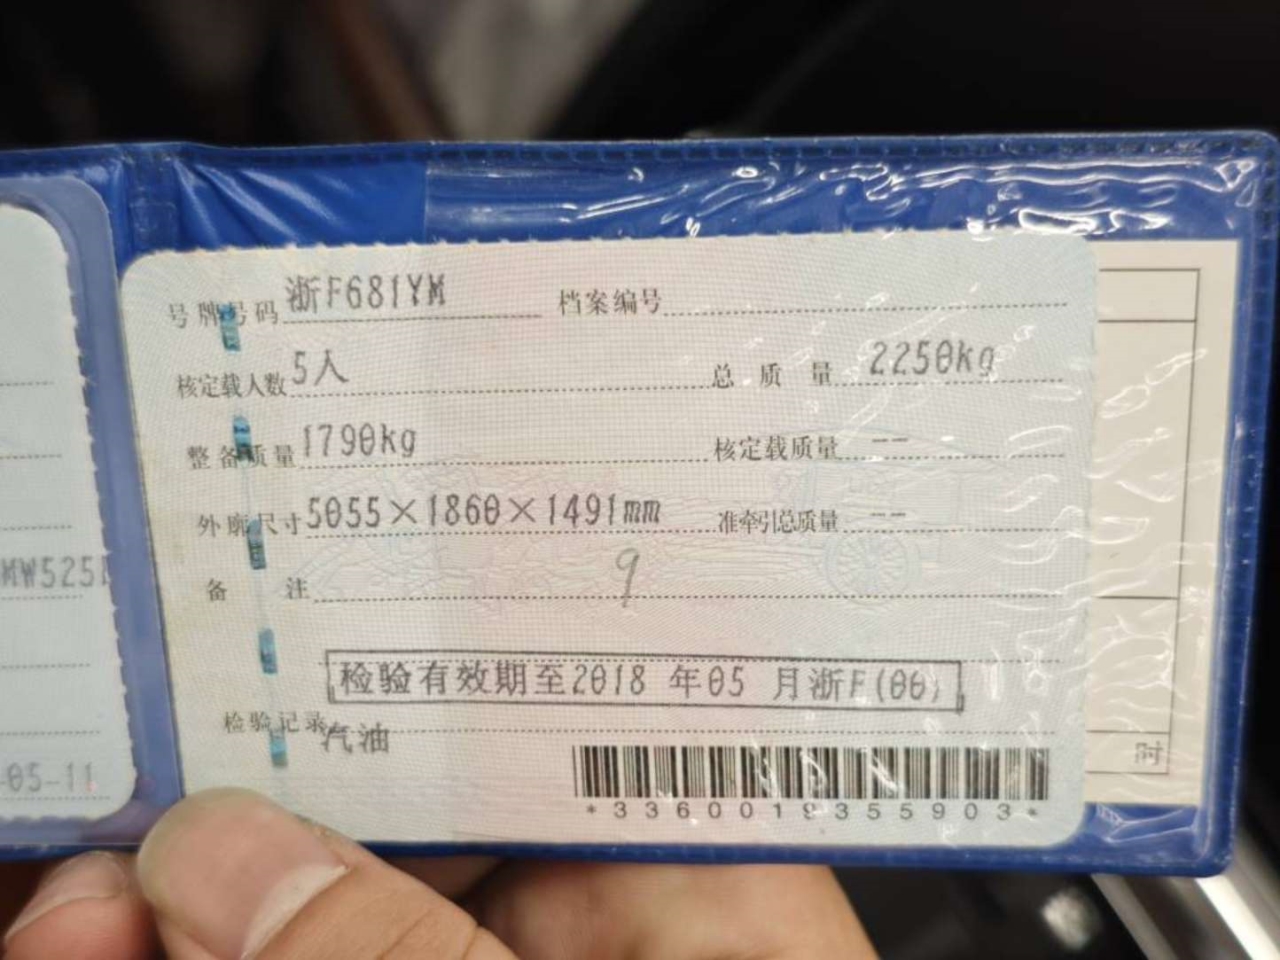 号牌号码 浙F681YM 档案编号
核定载人数 5人 总质量 2250kg
整备质量 1790kg 核定载质量 --
外廓尺寸 5055×1860×1491mm 准牵引总质量 --
备注 9
检验有效期至2018 年05 月浙F(00)
检验记录
汽油
*3360019355903*
MW525
-05-11
附